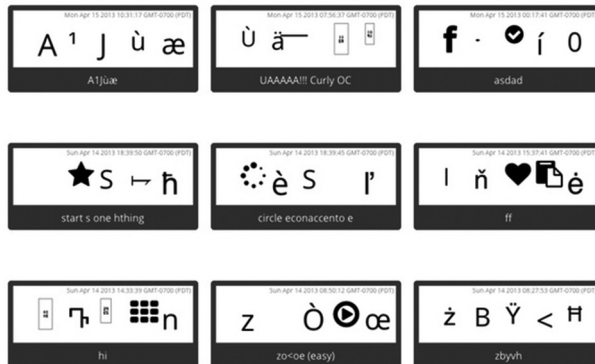 Mon Apr 15 2013 10:31:17 GMT-0700 (PDT)
A ¹ J ù æ
A1Jùæ
Mon Apr 15 2013 07:56:37 GMT-0700 (PDT)
Ù ä
UAAAAA!!! Curly OC
Mon Apr 15 2013 00:17:41 GMT-0700 (PDT)
f - í 0
asdad
Sun Apr 14 2013 18:39:50 GMT-0700 (PDT)
S ħ
start s one hthing
Sun Apr 14 2013 18:39:45 GMT-0700 (PDT)
è S ľ
circle econaccento e
Sun Apr 14 2013 15:37:41 GMT-0700 (PDT)
l ň ė
ff
Sun Apr 14 2013 14:33:39 GMT-0700 (PDT)
n
hi
Sun Apr 14 2013 08:50:12 GMT-0700 (PDT)
z Ò œ
zo<oe (easy)
Sun Apr 14 2013 08:27:53 GMT-0700 (PDT)
ż B Ÿ < Ħ
zbyvh